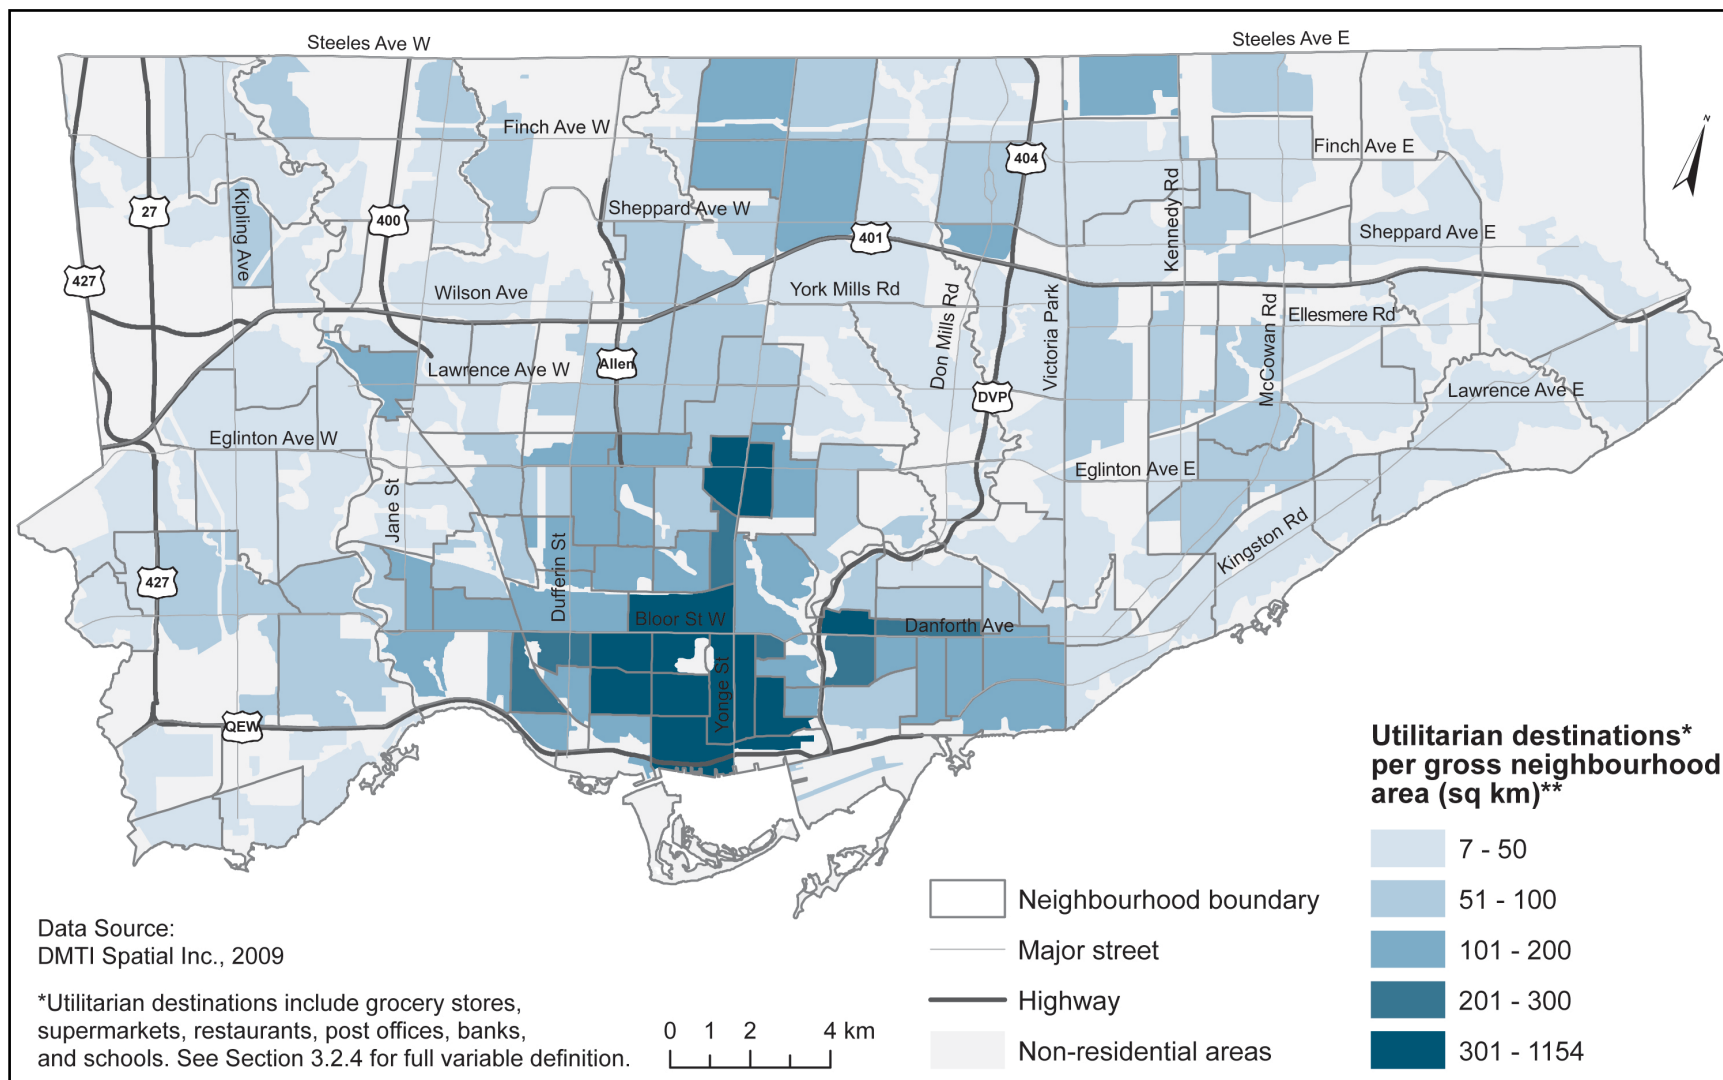 Steeles Ave W
Steeles Ave E
N
Finch Ave W
Finch Ave E
404
27
Kipling Ave
400
Sheppard Ave W
401
Kennedy Rd
Sheppard Ave E
427
Wilson Ave
York Mills Rd
Don Mills Rd
Victoria Park
McCowan Rd
Ellesmere Rd
Allen
Lawrence Ave W
DVP
Lawrence Ave E
Eglinton Ave W
Eglinton Ave E
Jane St
Kingston Rd
427
Dufferin St
Bloor St W
Danforth Ave
Yonge St
QEW
Utilitarian destinations*
per gross neighbourhood
area (sq km)**
7 - 50
51 - 100
101 - 200
201 - 300
301 - 1154
Neighbourhood boundary
Major street
Highway
Non-residential areas
Data Source:
DMTI Spatial Inc., 2009
*Utilitarian destinations include grocery stores,
supermarkets, restaurants, post offices, banks,
and schools. See Section 3.2.4 for full variable definition.
0 1 2 4 km